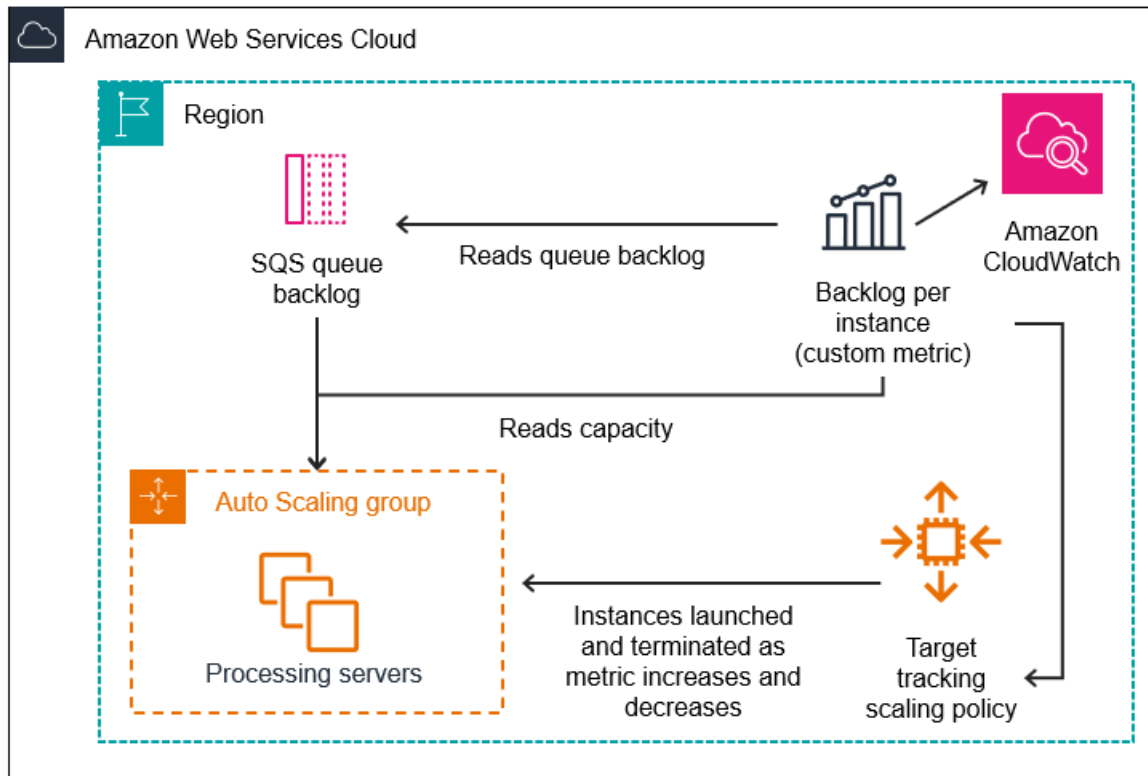 Amazon Web Services Cloud
Region
SQS queue
backlog
Reads queue backlog
Backlog per
instance
(custom metric)
Amazon
CloudWatch
Reads capacity
Auto Scaling group
Processing servers
Instances launched
and terminated as
metric increases and
decreases
Target
tracking
scaling policy